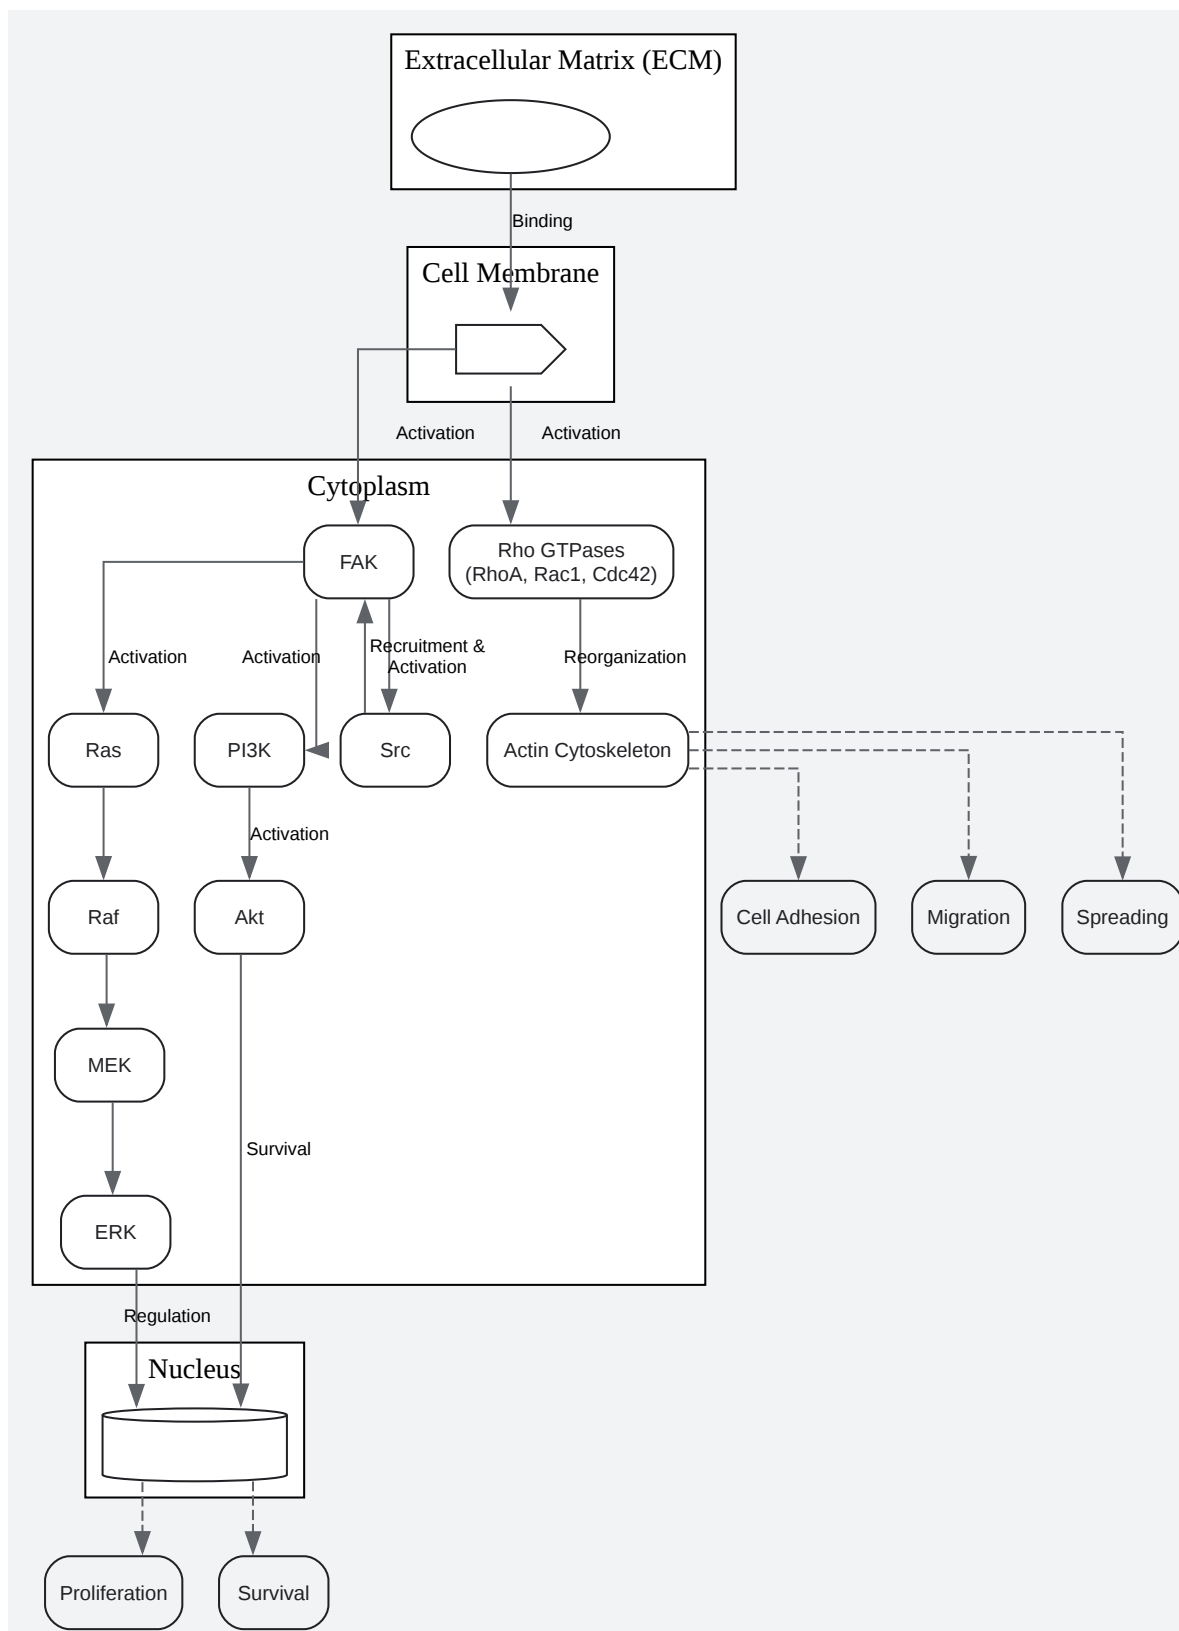 Extracellular Matrix (ECM)
Binding
Cell Membrane
Activation
Activation
Cytoplasm
FAK
Rho GTPases
(RhoA, Rac1, Cdc42)
Activation
Activation
Recruitment &
Activation
Reorganization
Ras
PI3K
Src
Actin Cytoskeleton
Activation
Raf
Akt
Cell Adhesion
Migration
Spreading
MEK
Survival
ERK
Regulation
Nucleus
Proliferation
Survival